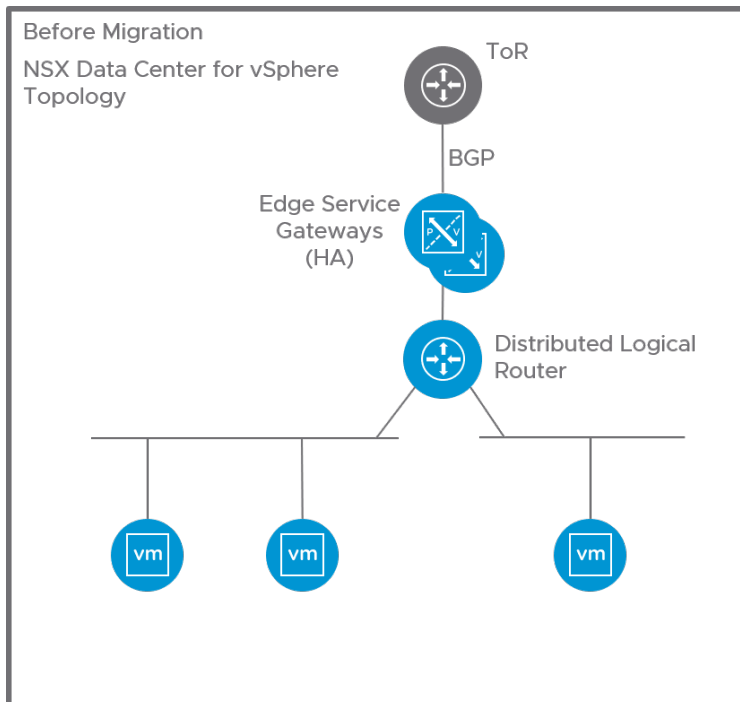 Before Migration
NSX Data Center for vSphere
Topology
ToR
BGP
Edge Service
Gateways
(HA)
P
V
V
Distributed Logical
Router
vm
vm
vm